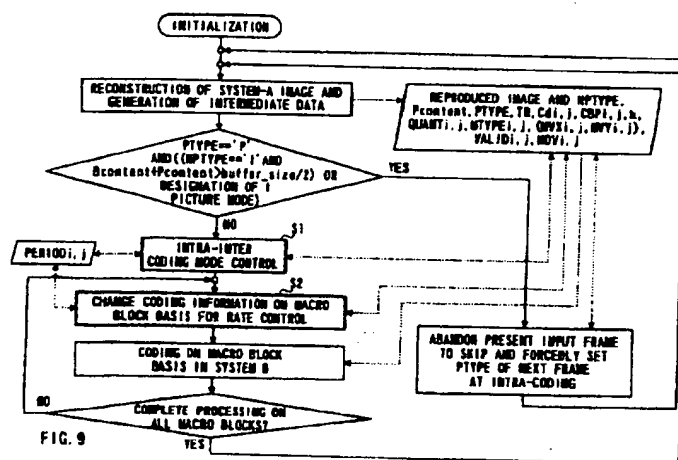 INITIALIZATION
RECONSTRUCTION OF SYSTEM-A IMAGE AND
GENERATION OF INTERMEDIATE DATA
REPRODUCED IMAGE AND NPTYPE,
Pcontent, PTYPE, TR, Cdi, j, CBPi, j, k,
QUANTi, j, MTYPEi, j, (MVXi, j, MVYi, j),
VALIDi, j, MDVi, j
PTYPE=='P'
AND((NPTYPE=='I' AND
Bcontent+Pcontent>buffer_size/2) OR
DESIGNATION OF I
PICTURE MODE)
YES
NO
S1
PERIODi, j
INTRA-INTER
CODING MODE CONTROL
S2
CHANGE CODING INFORMATION ON MACRO
BLOCK BASIS FOR RATE CONTROL
CODING ON MACRO BLOCK
BASIS IN SYSTEM B
ABANDON PRESENT INPUT FRAME
TO SKIP AND FORCEDLY SET
PTYPE OF NEXT FRAME
AT INTRA-CODING
NO
COMPLETE PROCESSING ON
ALL MACRO BLOCKS?
YES
FIG. 9